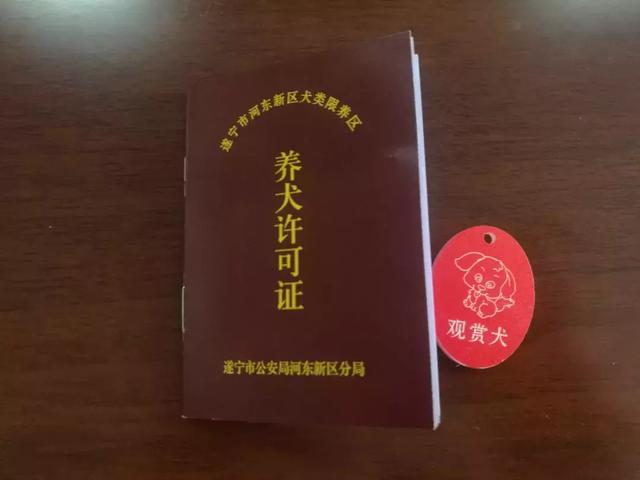 遂宁市河东新区犬类限养区
养犬许可证
遂宁市公安局河东新区分局
观赏犬